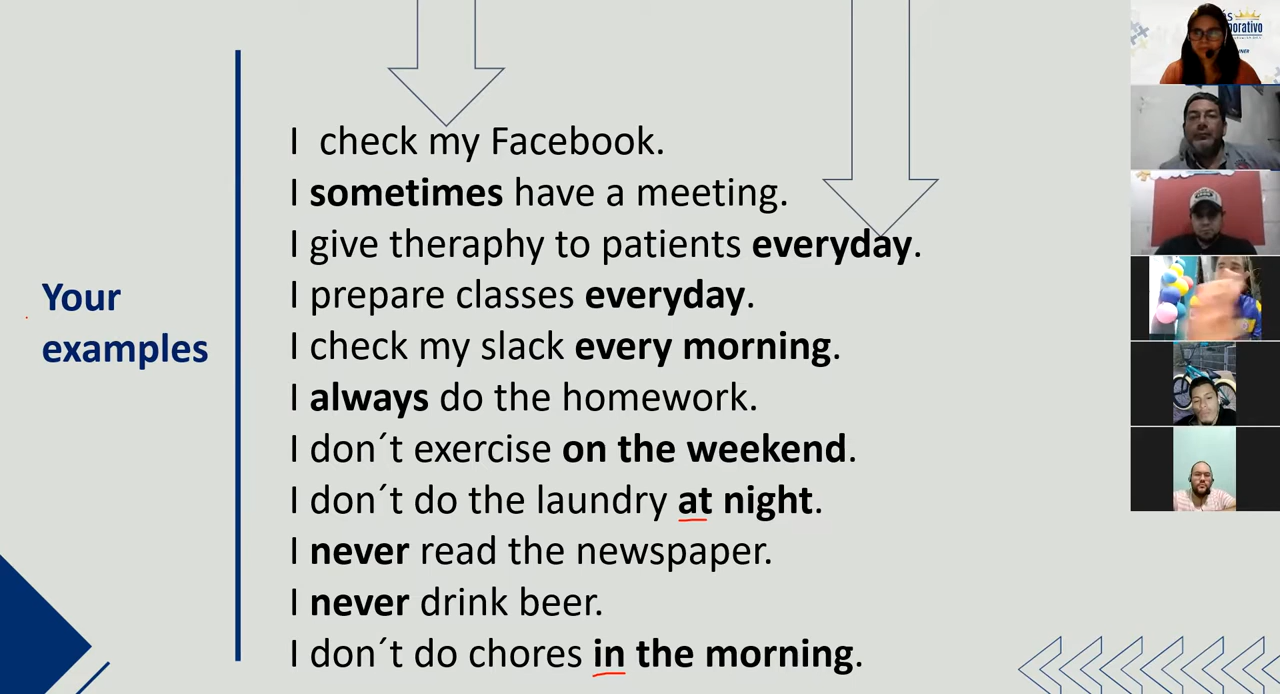 Your
examples
I check my Facebook.
I sometimes have a meeting.
I give theraphy to patients everyday.
I prepare classes everyday.
I check my slack every morning.
I always do the homework.
I don´t exercise on the weekend.
I don´t do the laundry at night.
I never read the newspaper.
I never drink beer.
I don´t do chores in the morning.